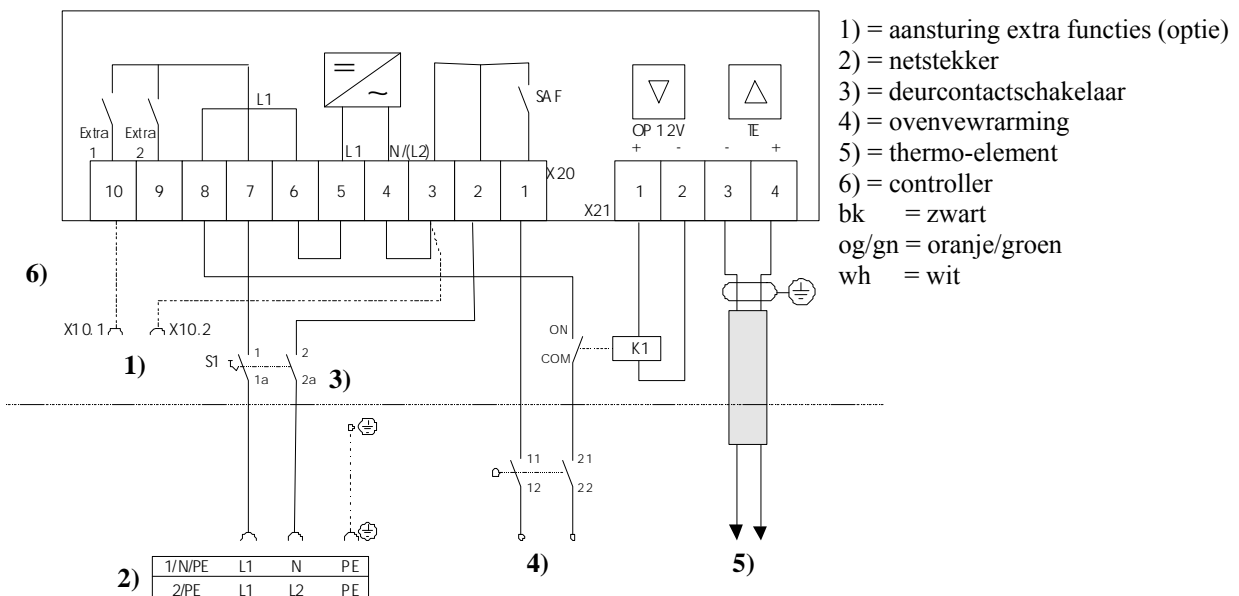 L1
SAF
Extra
1
Extra
2
L1
N/(L2)
X20
OP 12V
TE
+
-
-
+
10
9
8
7
6
5
4
3
2
1
X21
1
2
3
4
6)
X10.1
X10.2
1)
S1
1
2
1a
2a
3)
ON
COM
K1
11
21
12
22
2)
1/N/PE L1 N PE
2/PE L1 L2 PE
4)
5)
1) = aansturing extra functies (optie)
2) = netstekker
3) = deurcontactschakelaar
4) = ovenvewrarming
5) = thermo-element
6) = controller
bk = zwart
og/gn = oranje/groen
wh = wit